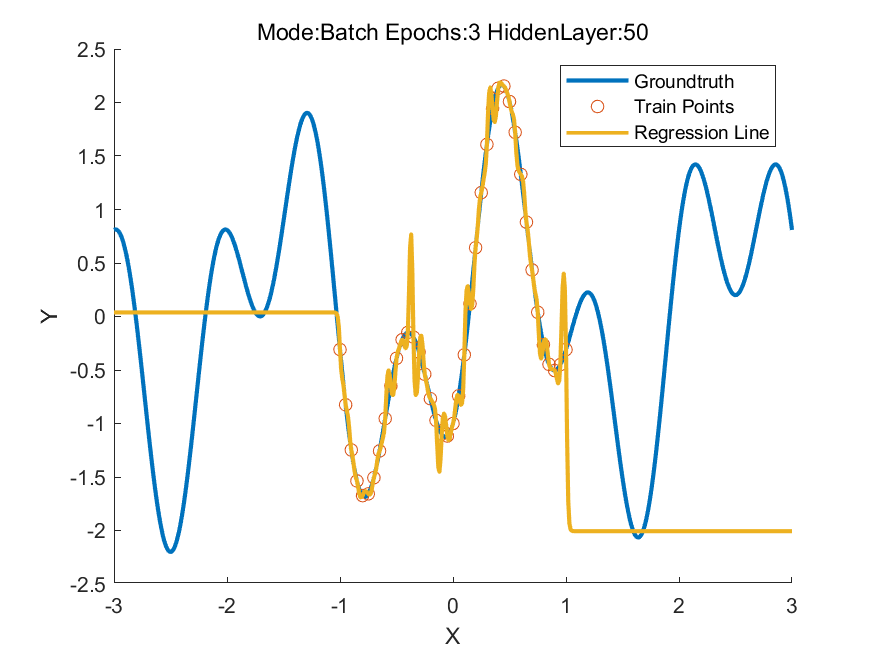 Mode:Batch Epochs:3 HiddenLayer:50
2.5
2
1.5
1
0.5
0
-0.5
-1
-1.5
-2
-2.5
Y
Groundtruth
Train Points
Regression Line
-3 -2 -1 0 1 2 3
X